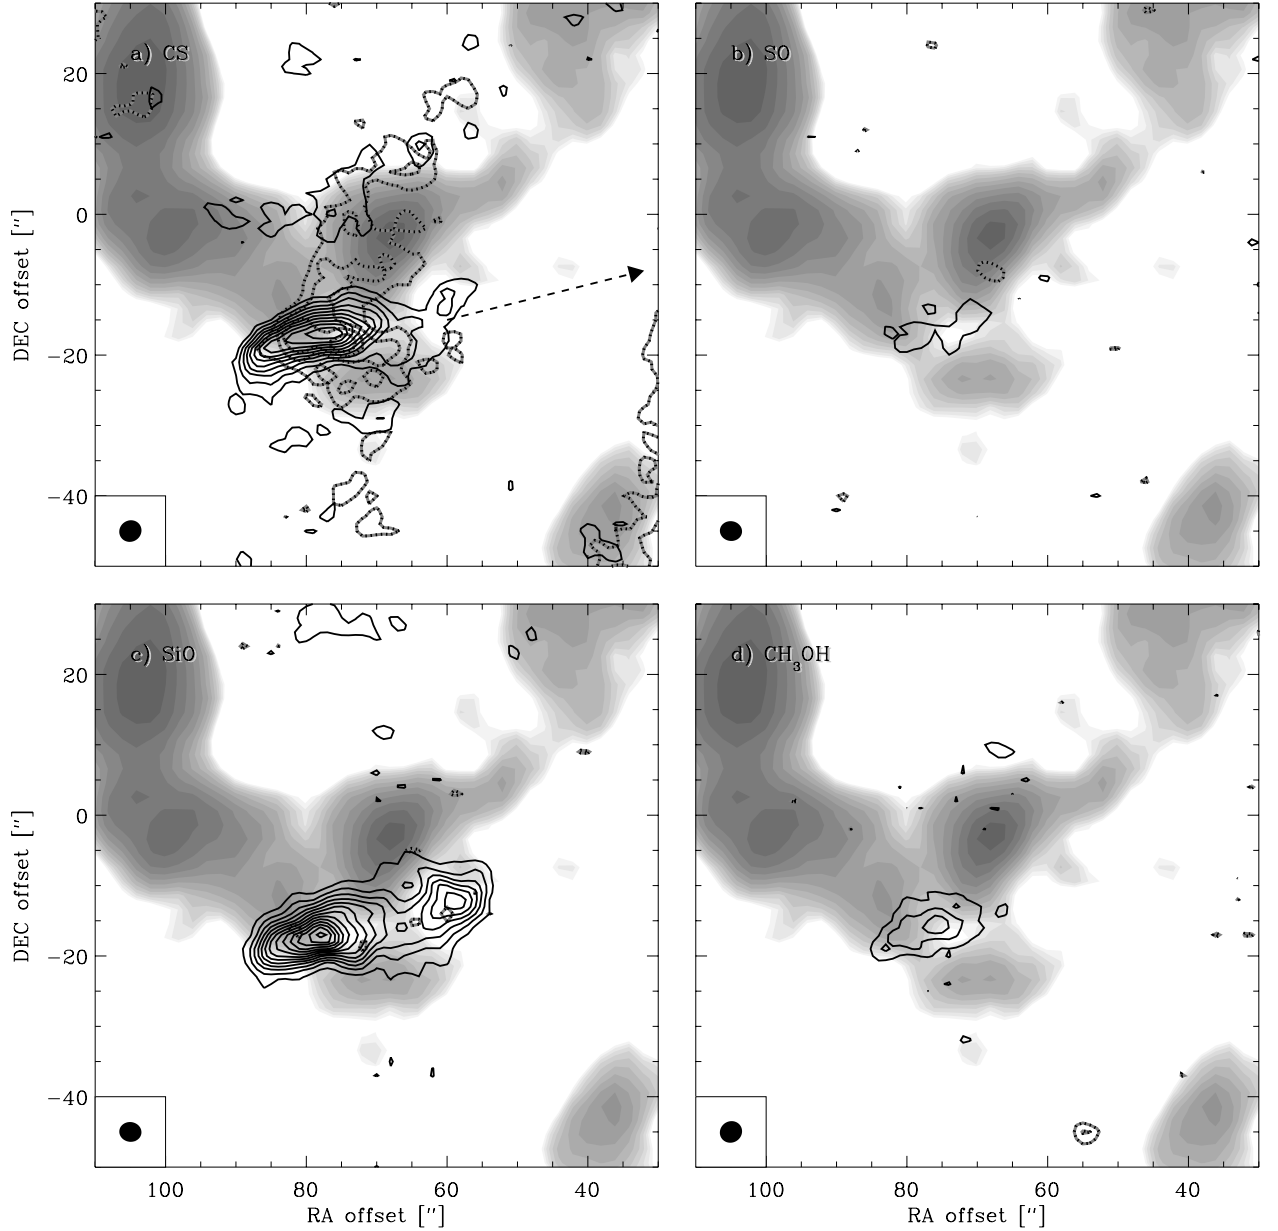 a) CS
b) SO
20
0
−20
−40
DEC offset [″]
c) SiO
d) CH₃OH
20
0
−20
−40
DEC offset [″]
100 80 60 40
100 80 60 40
RA offset [″]
RA offset [″]